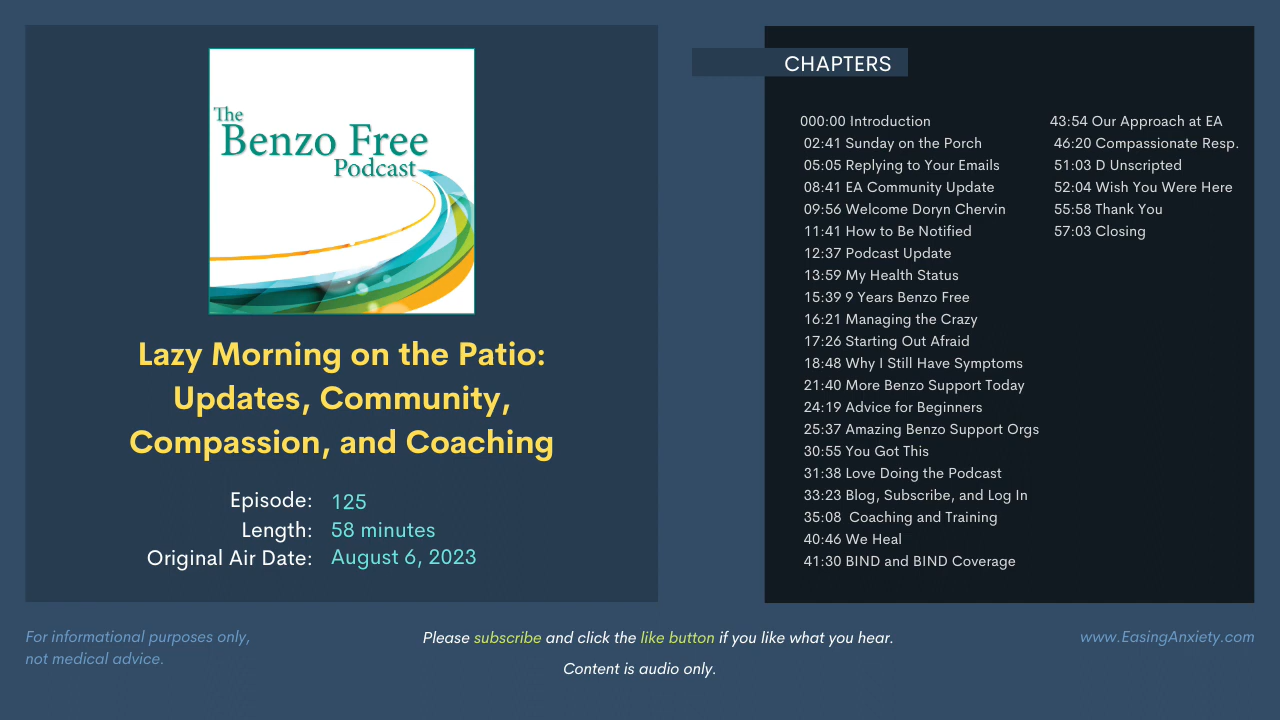 The
Benzo Free
Podcast
Lazy Morning on the Patio:
Updates, Community,
Compassion, and Coaching
Episode: 125
Length: 58 minutes
Original Air Date: August 6, 2023
CHAPTERS
000:00 Introduction
02:41 Sunday on the Porch
05:05 Replying to Your Emails
08:41 EA Community Update
09:56 Welcome Doryn Chervin
11:41 How to Be Notified
12:37 Podcast Update
13:59 My Health Status
15:39 9 Years Benzo Free
16:21 Managing the Crazy
17:26 Starting Out Afraid
18:48 Why I Still Have Symptoms
21:40 More Benzo Support Today
24:19 Advice for Beginners
25:37 Amazing Benzo Support Orgs
30:55 You Got This
31:38 Love Doing the Podcast
33:23 Blog, Subscribe, and Log In
35:08  Coaching and Training
40:46 We Heal
41:30 BIND and BIND Coverage
43:54 Our Approach at EA
46:20 Compassionate Resp.
51:03 D Unscripted
52:04 Wish You Were Here
55:58 Thank You
57:03 Closing
For informational purposes only,
not medical advice.
Please subscribe and click the like button if you like what you hear.
Content is audio only.
www.EasingAnxiety.com